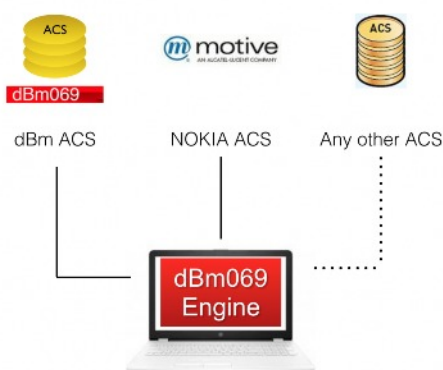 ACS
dBm069
motive
AN ALCATEL-LUCENT COMPANY
ACS
dBm ACS
NOKIA ACS
Any other ACS
dBm069
Engine